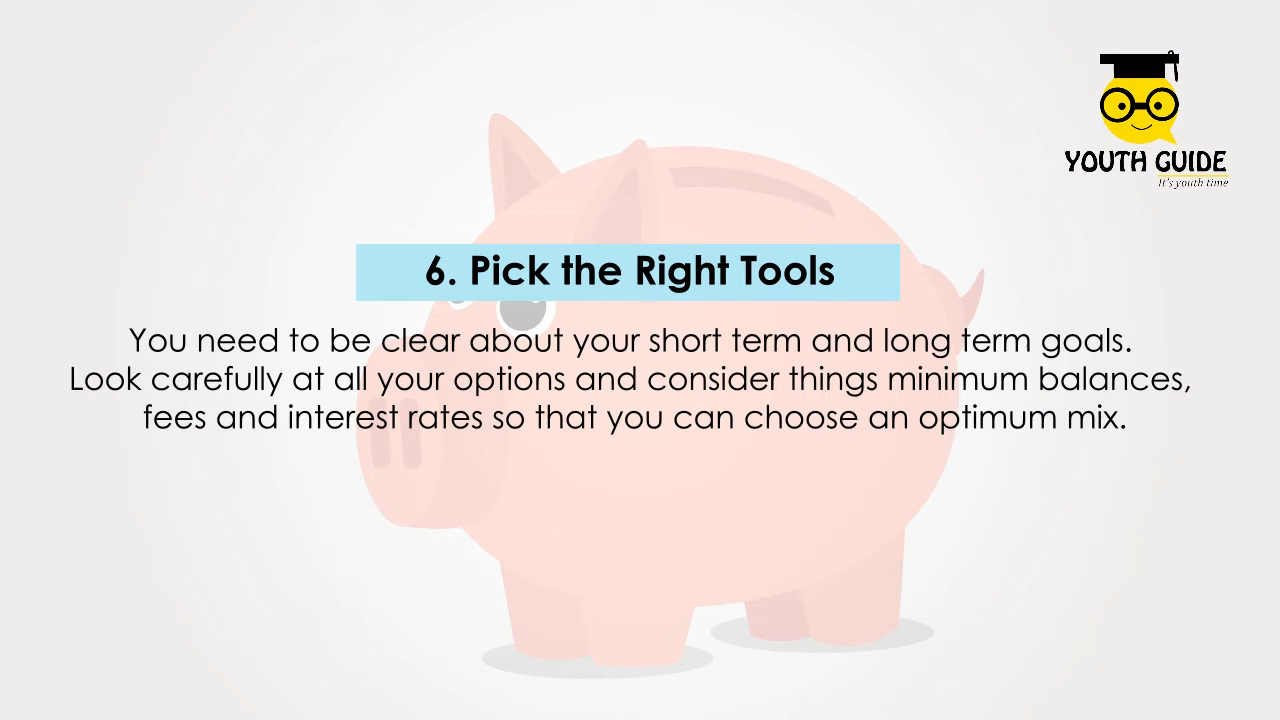 YOUTH GUIDE
It's youth time
6. Pick the Right Tools
You need to be clear about your short term and long term goals.
Look carefully at all your options and consider things minimum balances,
fees and interest rates so that you can choose an optimum mix.